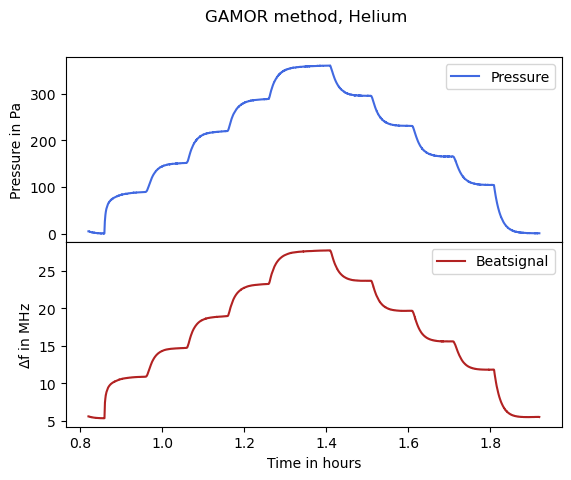 GAMOR method, Helium
Pressure in Pa
300
200
100
0
Pressure
Δf in MHz
25
20
15
10
5
Beatsignal
0.8 1.0 1.2 1.4 1.6 1.8
Time in hours